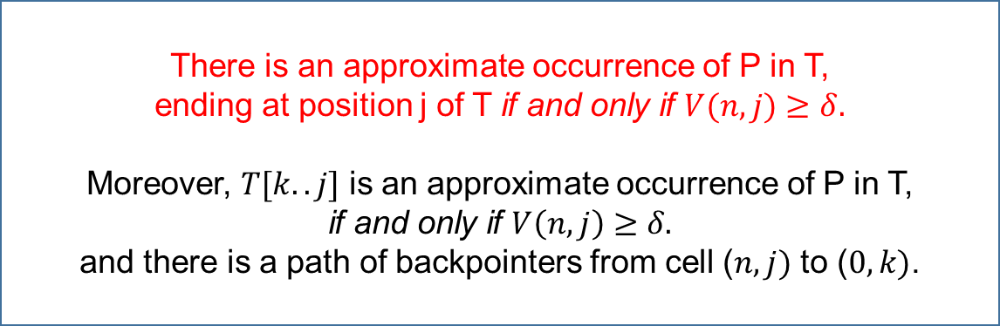 There is an approximate occurrence of P in T,
ending at position j of T if and only if V(n, j) ≥ δ.
Moreover, T[k. . j] is an approximate occurrence of P in T,
if and only if V(n, j) ≥ δ.
and there is a path of backpointers from cell (n, j) to (0, k).